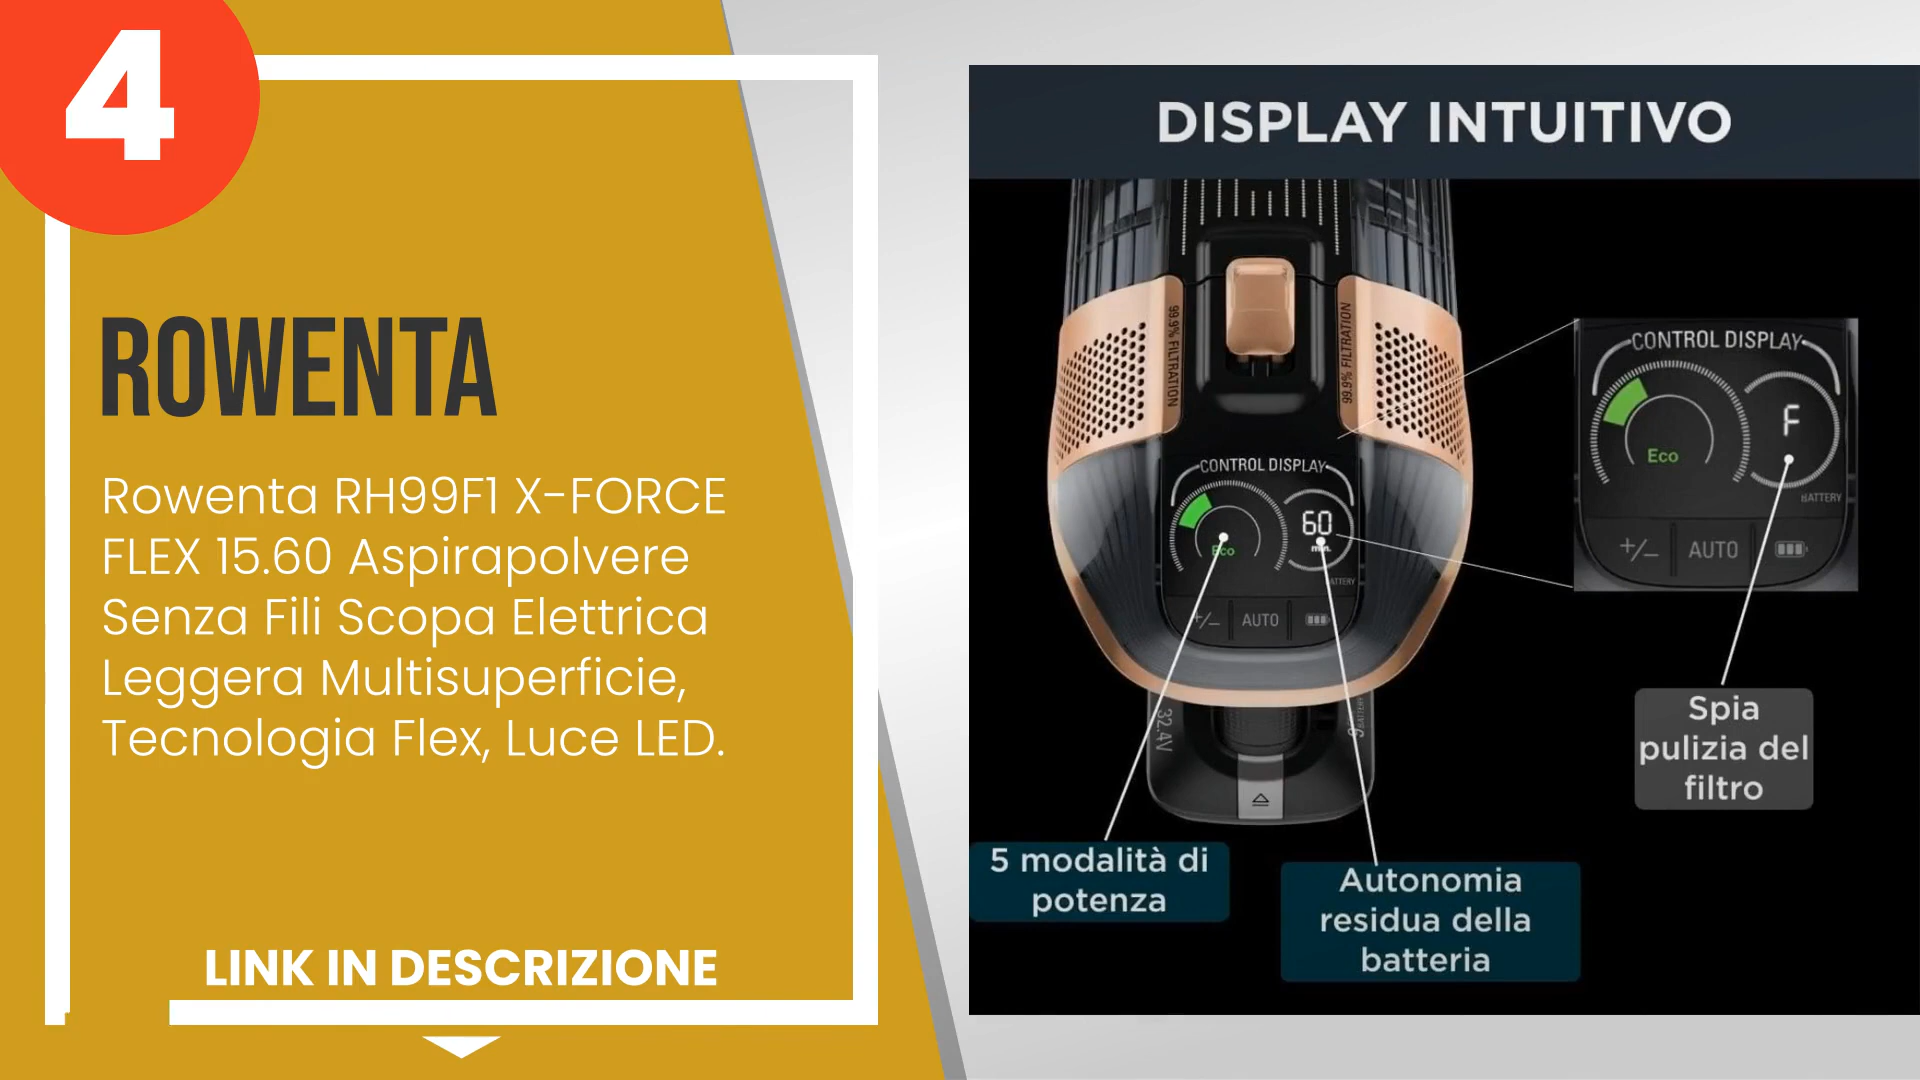 4
ROWENTA
Rowenta RH99F1 X-FORCE
FLEX 15.60 Aspirapolvere
Senza Fili Scopa Elettrica
Leggera Multisuperficie,
Tecnologia Flex, Luce LED.
LINK IN DESCRIZIONE
DISPLAY INTUITIVO
99.9% FILTRATION
99.9% FILTRATION
CONTROL DISPLAY
Eco
60
min.
BATTERY
+/-
AUTO
32.4V
CONTROL DISPLAY
Eco
F
BATTERY
+/-
AUTO
Spia
pulizia del
filtro
5 modalità di
potenza
Autonomia
residua della
batteria